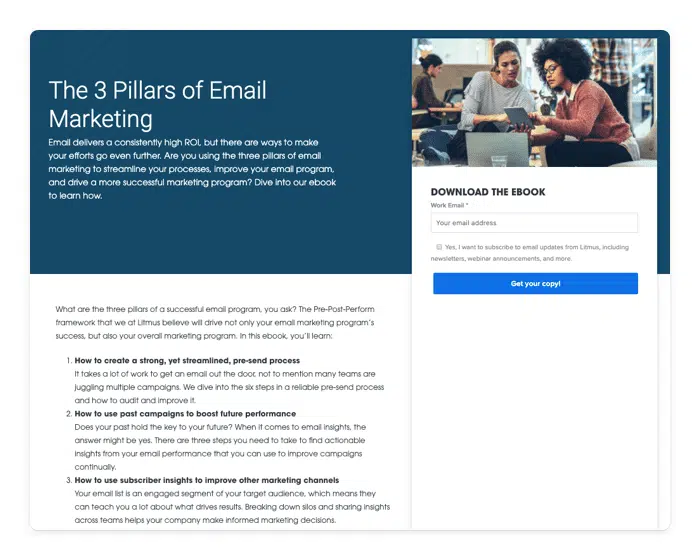 The 3 Pillars of Email
Marketing
Email delivers a consistently high ROI, but there are ways to make
your efforts go even further. Are you using the three pillars of email
marketing to streamline your processes, improve your email program,
and drive a more successful marketing program? Dive into our ebook
to learn how.
DOWNLOAD THE EBOOK
Work Email *
Your email address
Yes, I want to subscribe to email updates from Litmus, including
newsletters, webinar announcements, and more.
Get your copy!
What are the three pillars of a successful email program, you ask? The Pre-Post-Perform
framework that we at Litmus believe will drive not only your email marketing program's
success, but also your overall marketing program. In this ebook, you'll learn:
1. How to create a strong, yet streamlined, pre-send process
It takes a lot of work to get an email out the door, not to mention many teams are
juggling multiple campaigns. We dive into the six steps in a reliable pre-send process
and how to audit and improve it.
2. How to use past campaigns to boost future performance
Does your past hold the key to your future? When it comes to email insights, the
answer might be yes. There are three steps you need to take to find actionable
insights from your email performance that you can use to improve campaigns
continually.
3. How to use subscriber insights to improve other marketing channels
Your email list is an engaged segment of your target audience, which means they
can teach you a lot about what drives results. Breaking down silos and sharing insights
across teams helps your company make informed marketing decisions.